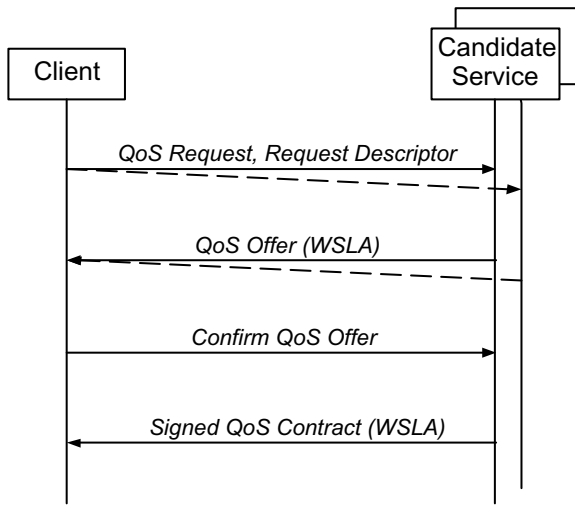 Client
Candidate
Service
QoS Request, Request Descriptor
QoS Offer (WSLA)
Confirm QoS Offer
Signed QoS Contract (WSLA)